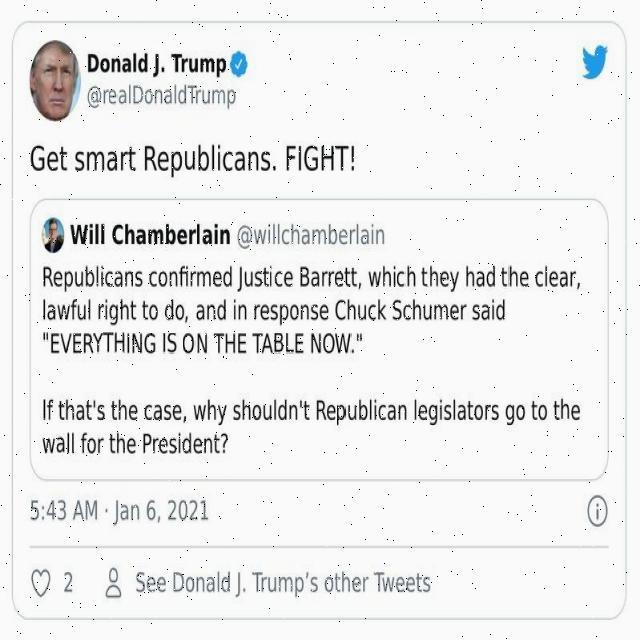 Donald J. Trump
@realDonaldTrump
Get smart Republicans. FIGHT!
Will Chamberlain @willchamberlain
Republicans confirmed Justice Barrett, which they had the clear,
lawful right to do, and in response Chuck Schumer said
"EVERYTHING IS ON THE TABLE NOW."
If that's the case, why shouldn't Republican legislators go to the
wall for the President?
5:43 AM · Jan 6, 2021
2 See Donald J. Trump's other Tweets